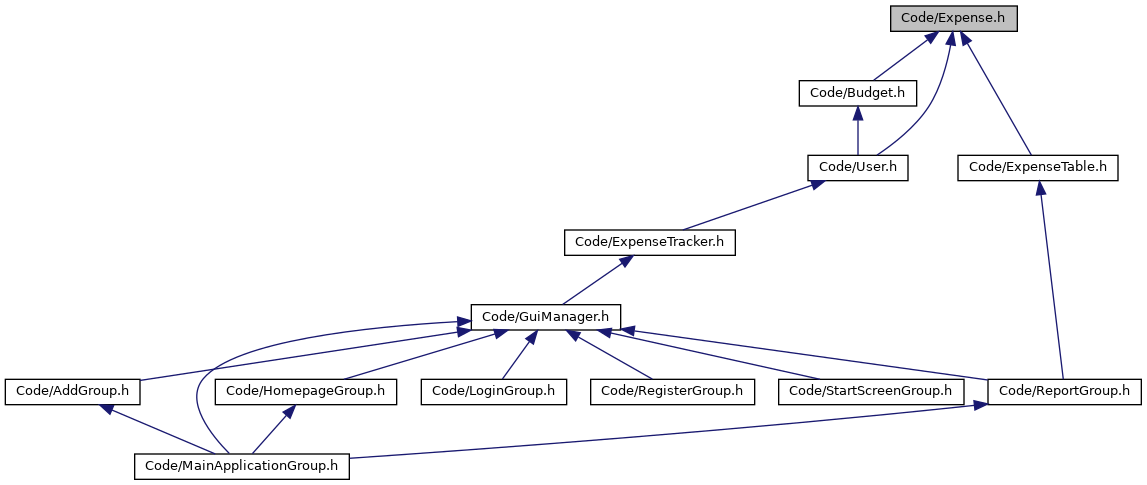 Code/Expense.h
Code/Budget.h
Code/User.h
Code/ExpenseTable.h
Code/ExpenseTracker.h
Code/GuiManager.h
Code/AddGroup.h
Code/HomepageGroup.h
Code/LoginGroup.h
Code/RegisterGroup.h
Code/StartScreenGroup.h
Code/ReportGroup.h
Code/MainApplicationGroup.h